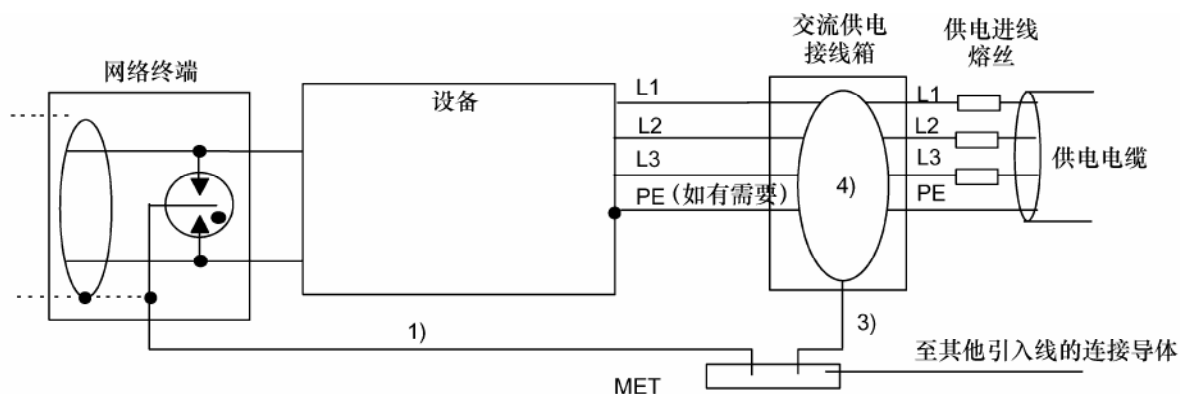 交流供电
接线箱
供电进线
熔丝
网络终端
设备
L1
L2
L3
PE（如有需要）
4)
L1
L2
L3
PE
供电电缆
1)
3)
至其他引入线的连接导体
MET